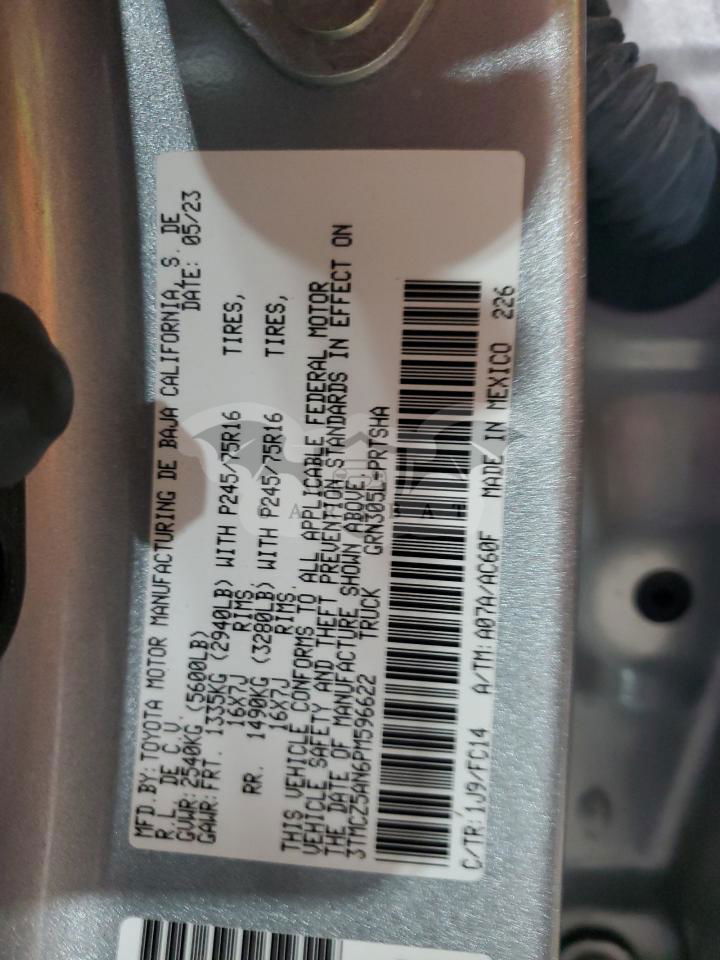 MFD.BY:TOYOTA MOTOR MANUFACTURING DE BAJA CALIFORNIA, S. DE
R L. DE C.V. DATE: 05/23
GVWR:2540KG (5600LB)
GAWR:FRT. 1335KG (2940LB) WITH P245/75R16 TIRES,
16X7J RIMS
RR. 1490KG (3280LB) WITH P245/75R16 TIRES,
16X7J RIMS.
THIS VEHICLE CONFORMS TO ALL APPLICABLE FEDERAL MOTOR
VEHICLE SAFETY AND THEFT PREVENTION STANDARDS IN EFFECT ON
THE DATE OF MANUFACTURE SHOWN ABOVE.
3TMCZ5AN6PM596622 TRUCK GRN305L-PRTSHA
C/TR:1J9/FC14 A/TM:A07A/AC60F MADE IN MEXICO 226